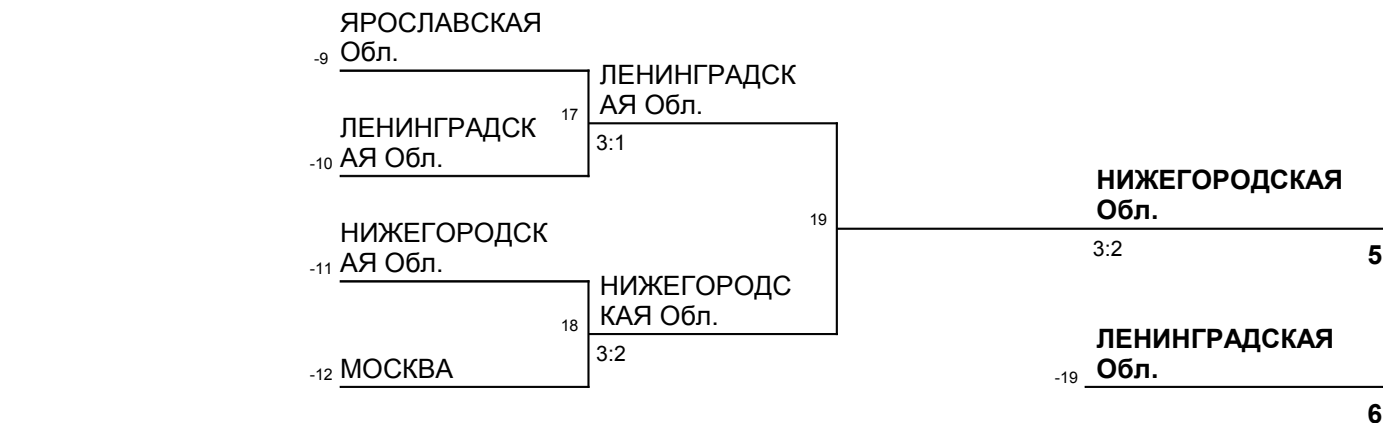 ЯРОСЛАВСКАЯ
-9 Обл.
ЛЕНИНГРАДСК
17 АЯ Обл.
ЛЕНИНГРАДСК
3:1
-10 АЯ Обл.
НИЖЕГОРОДСКАЯ
Обл.
19
НИЖЕГОРОДСК
3:2
5
-11 АЯ Обл.
НИЖЕГОРОДС
18 КАЯ Обл.
ЛЕНИНГРАДСКАЯ
3:2
-12 МОСКВА
-19 Обл.
6